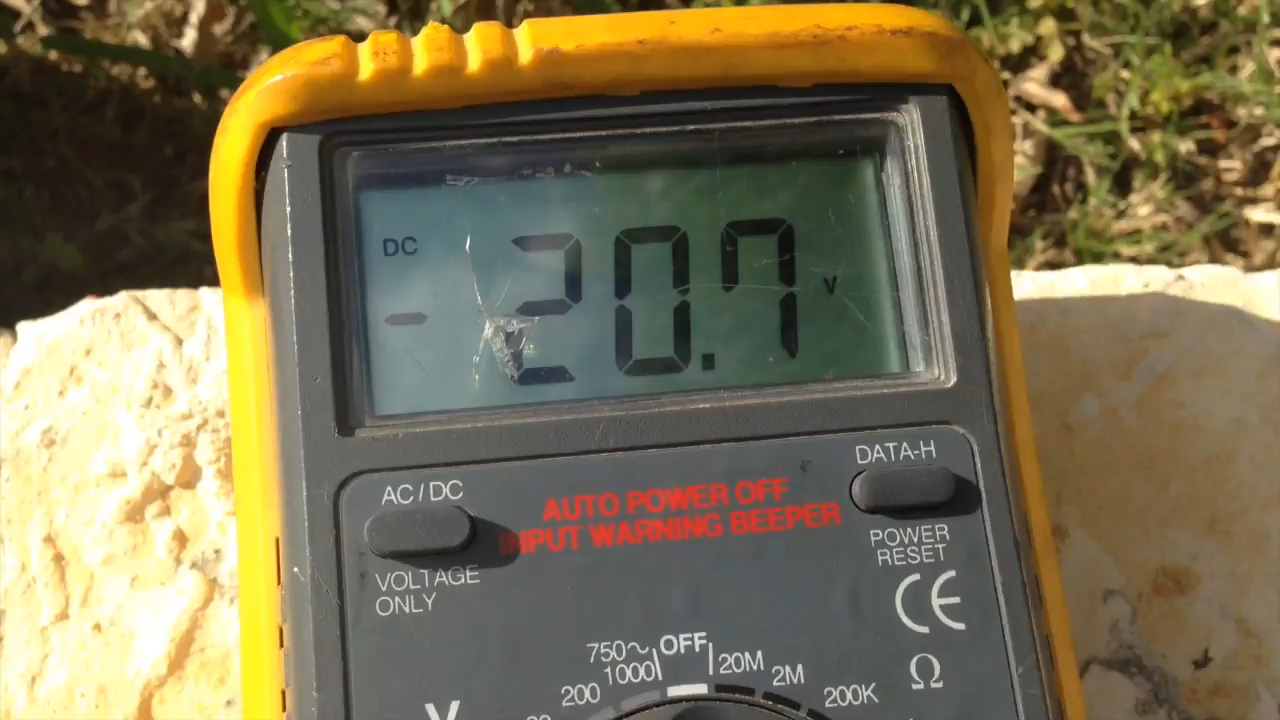 DC
- 20.7 V
AC/DC
DATA-H
AUTO POWER OFF
INPUT WARNING BEEPER
VOLTAGE
ONLY
POWER
RESET
CE
750~ OFF
1000 20M
200 2M
200K
Ω
V